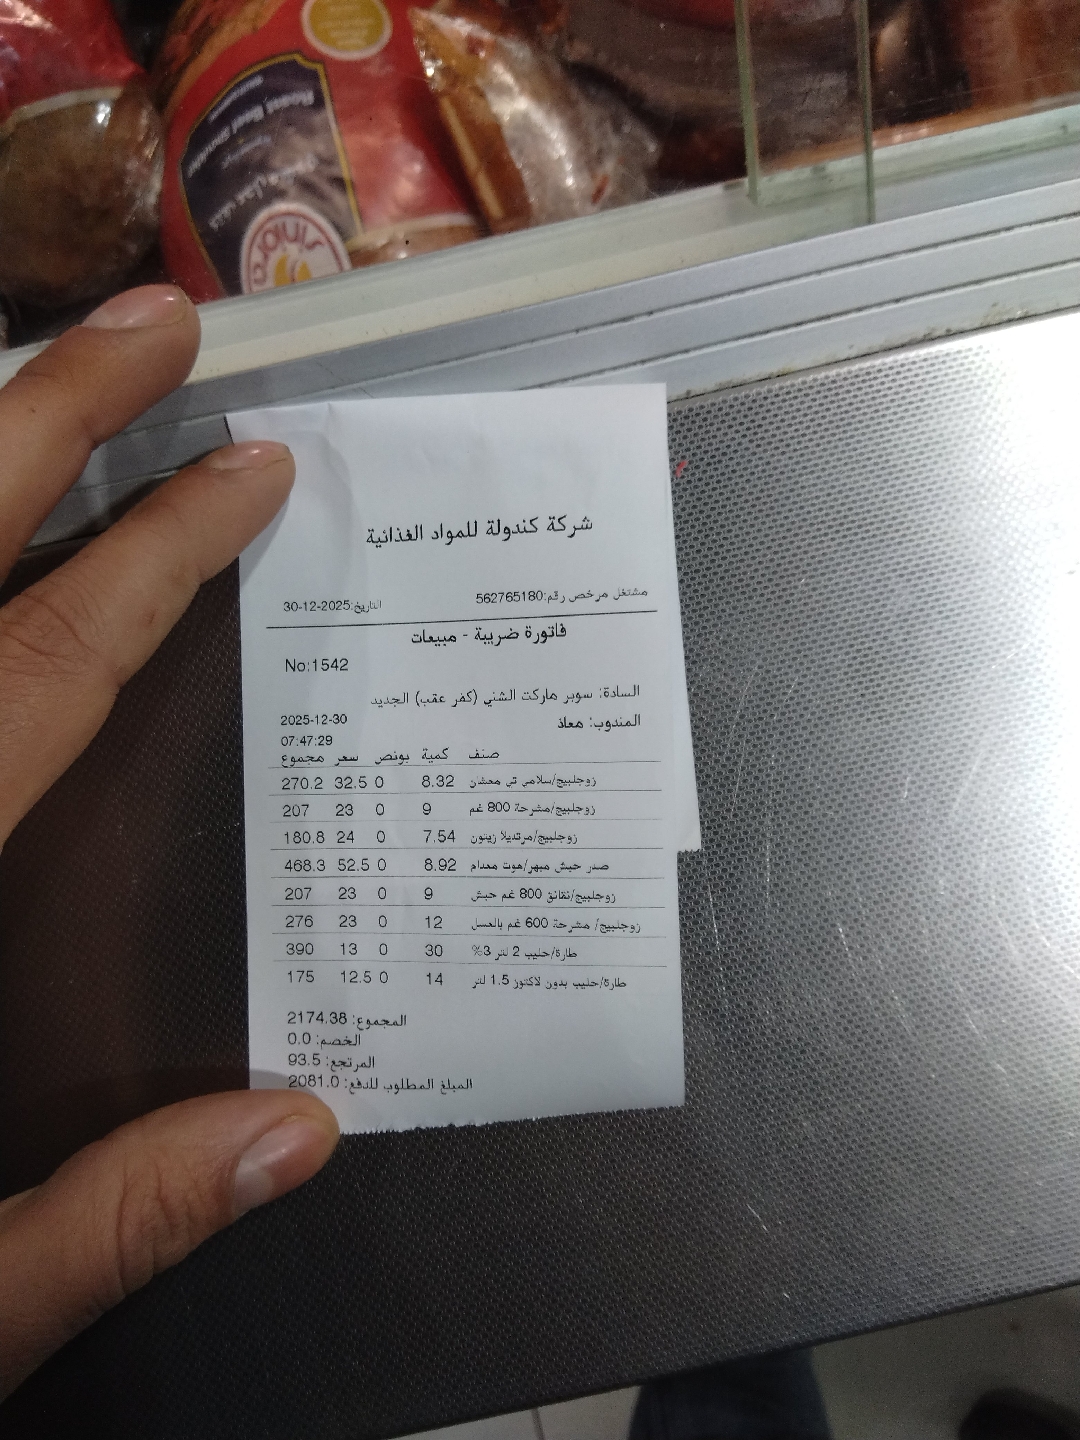 sniora
Roast Beef Shawerma
شركة كندولة للمواد الغذائية
مشتغل مرخص رقم:562765180 التاريخ:30-12-2025
فاتورة ضريبة - مبيعات
No:1542
السادة: سوبر ماركت الشني (كفر عقب) الجديد
المندوب: معاذ 2025-12-30
07:47:29
صنف كمية بونص سعر مجموع
زوجلبيج/سلامي تي معشان 8.32 0 32.5 270.2
زوجلبيج/مشرحة 800 غم 9 0 23 207
زوجلبيج/مرتديلا زيتون 7.54 0 24 180.8
صدر حبش مبهر/هوت معدام 8.92 0 52.5 468.3
زوجلبيج/نقانق 800 غم حبش 9 0 23 207
زوجلبيج/ مشرحة 600 غم بالعسل 12 0 23 276
طارة/حليب 2 لتر 3% 30 0 13 390
طارة/حليب بدون لاكتوز 1.5 لتر 14 0 12.5 175
المجموع: 2174.38
الخصم: 0.0
المرتجع: 93.5
المبلغ المطلوب للدفع: 2081.0